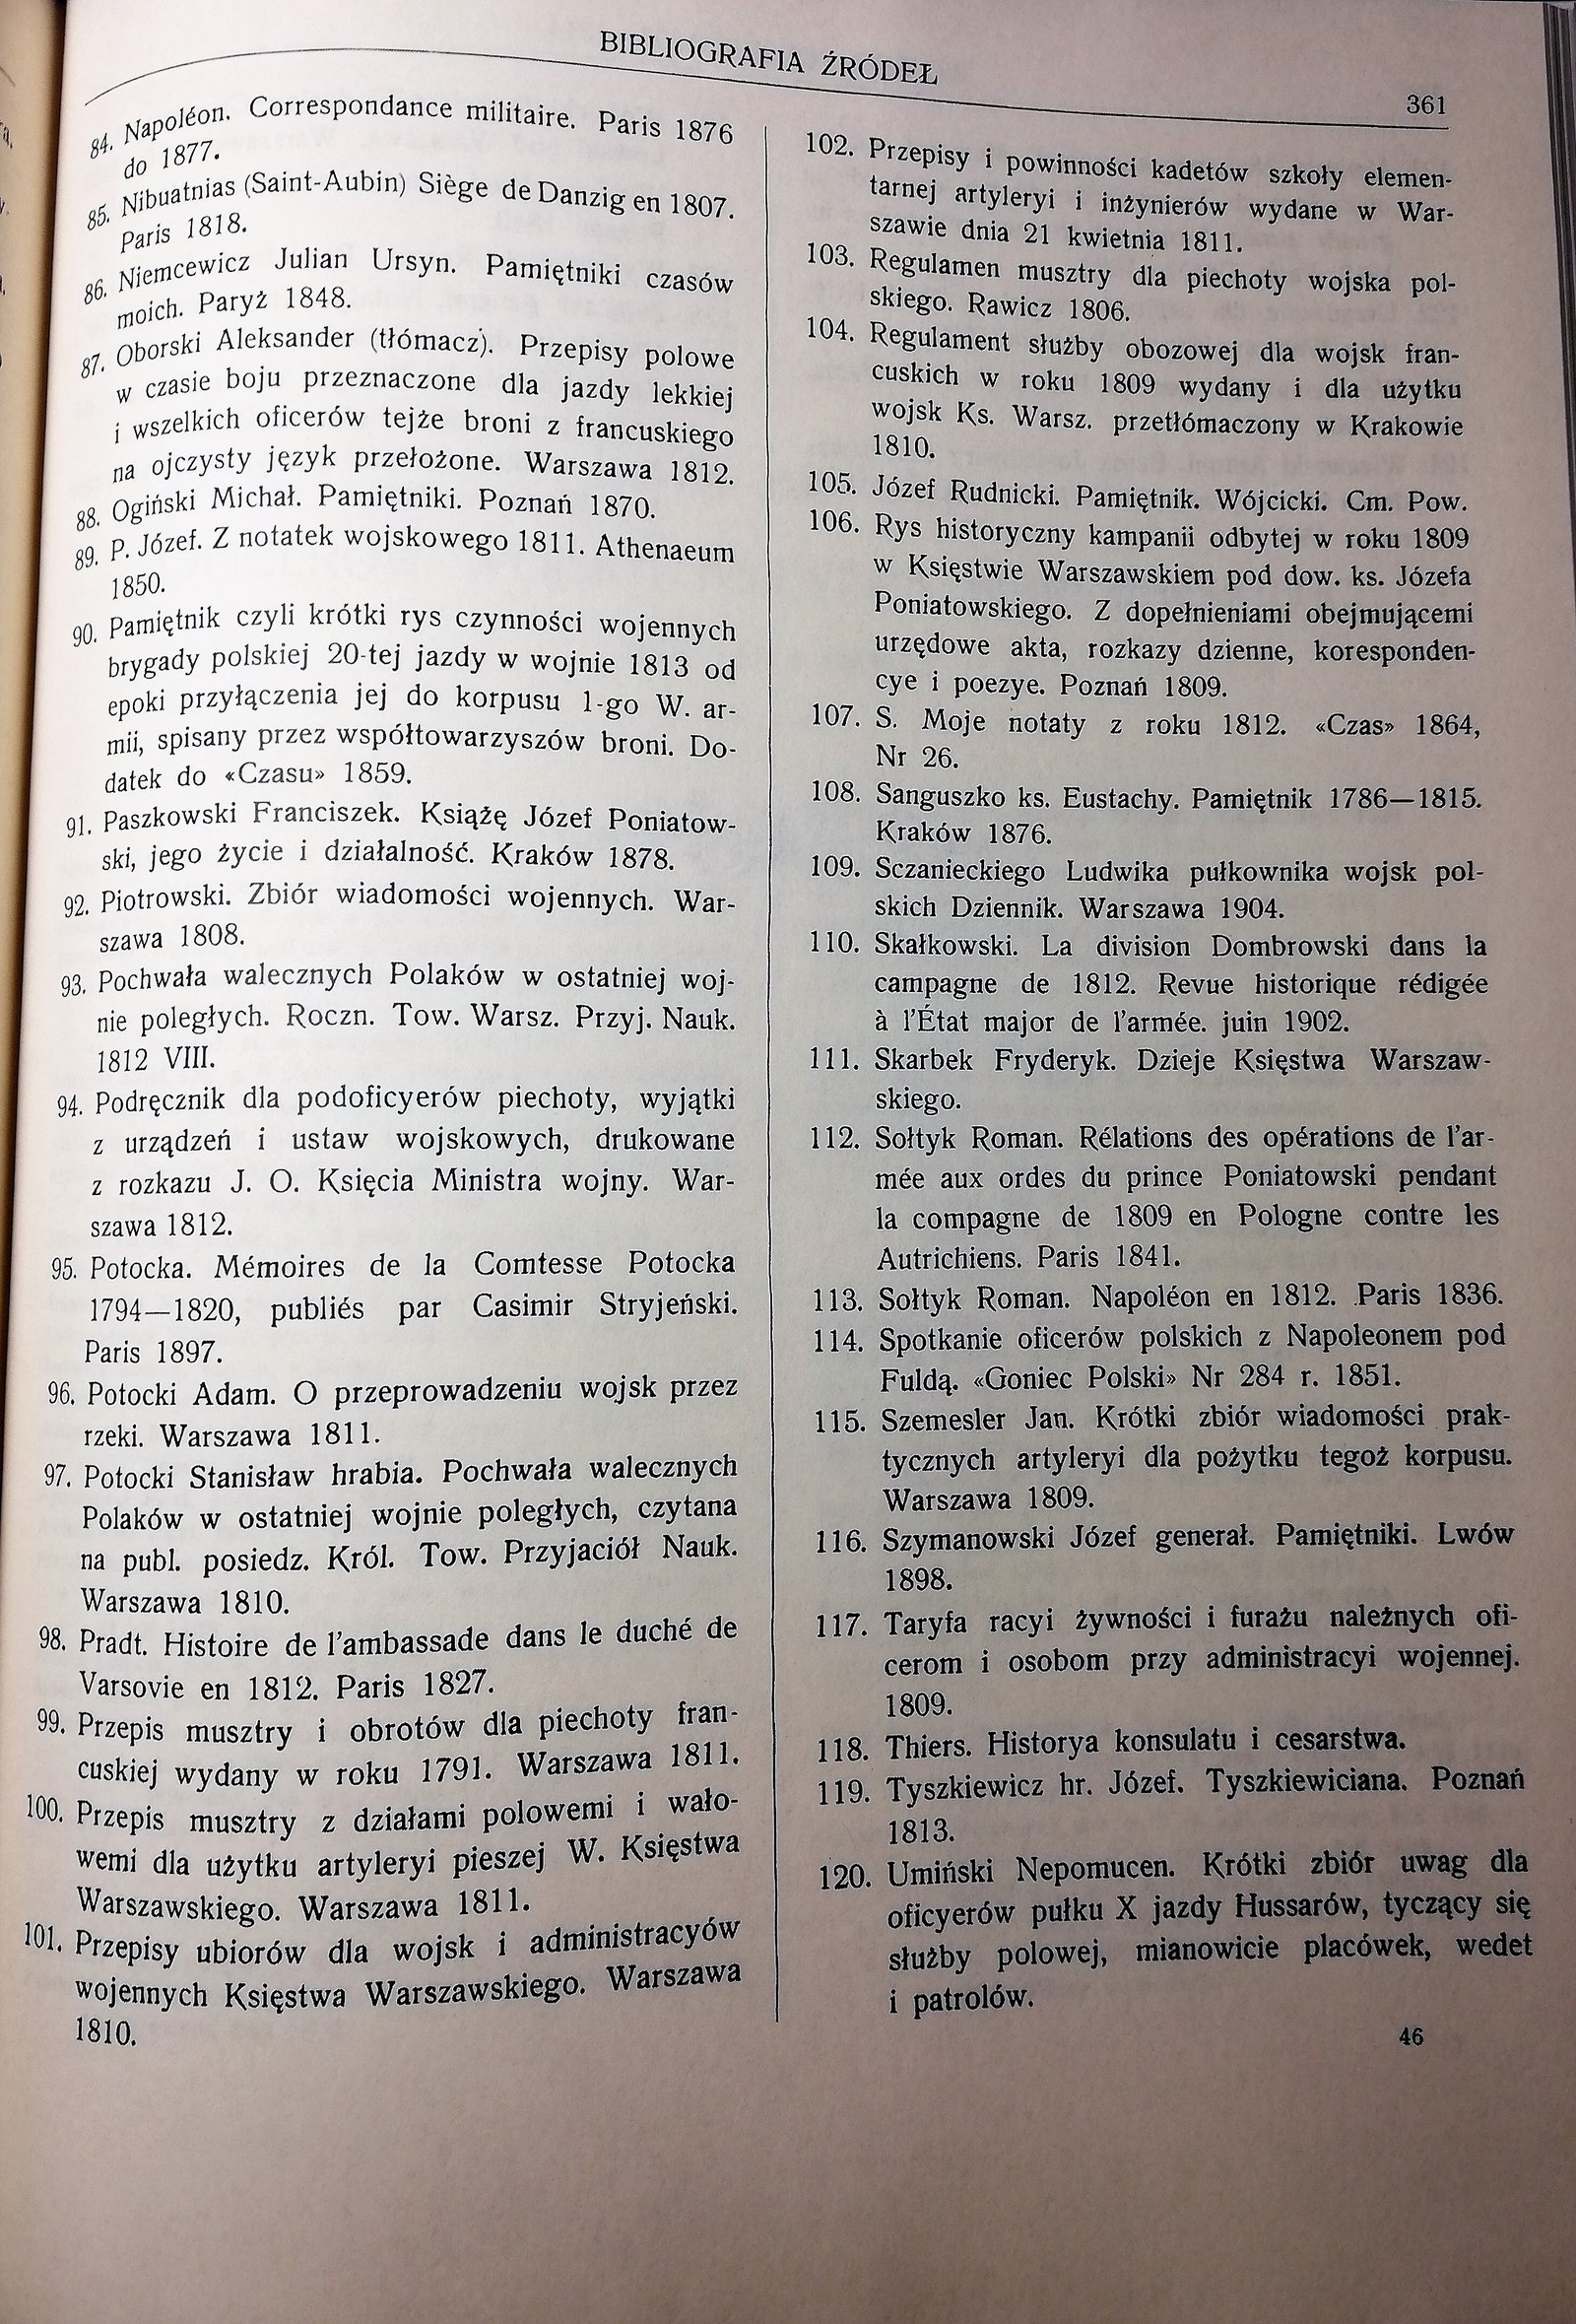 BIBLIOGRAFIA ŹRÓDEŁ
361
84. Napoléon. Correspondance militaire. Paris 1876
do 1877.
85. Nibuatnias (Saint-Aubin) Siège de Danzig en 1807.
Paris 1818.
86. Niemcewicz Julian Ursyn. Pamiętniki czasów
moich. Paryż 1848.
87. Oborski Aleksander (tłómacz). Przepisy polowe
w czasie boju przeznaczone dla jazdy lekkiej
i wszelkich oficerów tejże broni z francuskiego
na ojczysty język przełożone. Warszawa 1812.
88. Ogiński Michał. Pamiętniki. Poznań 1870.
89. P. Józef. Z notatek wojskowego 1811. Athenaeum
1850.
90. Pamiętnik czyli krótki rys czynności wojennych
brygady polskiej 20-tej jazdy w wojnie 1813 od
epoki przyłączenia jej do korpusu 1-go W. ar-
mii, spisany przez współtowarzyszów broni. Do-
datek do «Czasu» 1859.
91. Paszkowski Franciszek. Książę Józef Poniatow-
ski, jego życie i działalność. Kraków 1878.
92. Piotrowski. Zbiór wiadomości wojennych. War-
szawa 1808.
93. Pochwała walecznych Polaków w ostatniej woj-
nie poległych. Roczn. Tow. Warsz. Przyj. Nauk.
1812 VIII.
94. Podręcznik dla podoficyerów piechoty, wyjątki
z urządzeń i ustaw wojskowych, drukowane
z rozkazu J. O. Księcia Ministra wojny. War-
szawa 1812.
95. Potocka. Mémoires de la Comtesse Potocka
1794—1820, publiés par Casimir Stryjeński.
Paris 1897.
96. Potocki Adam. O przeprowadzeniu wojsk przez
rzeki. Warszawa 1811.
97. Potocki Stanisław hrabia. Pochwała walecznych
Polaków w ostatniej wojnie poległych, czytana
na publ. posiedz. Król. Tow. Przyjaciół Nauk.
Warszawa 1810.
98. Pradt. Histoire de l'ambassade dans le duché de
Varsovie en 1812. Paris 1827.
99. Przepis musztry i obrotów dla piechoty fran-
cuskiej wydany w roku 1791. Warszawa 1811.
100. Przepis musztry z działami polowemi i wało-
wemi dla użytku artyleryi pieszej W. Księstwa
Warszawskiego. Warszawa 1811.
101. Przepisy ubiorów dla wojsk i administracyów
wojennych Księstwa Warszawskiego. Warszawa
1810.
102. Przepisy i powinności kadetów szkoły elemen-
tarnej artyleryi i inżynierów wydane w War-
szawie dnia 21 kwietnia 1811.
103. Regulamen musztry dla piechoty wojska pol-
skiego. Rawicz 1806.
104. Regulament służby obozowej dla wojsk fran-
cuskich w roku 1809 wydany i dla użytku
wojsk Ks. Warsz. przetłómaczony w Krakowie
1810.
105. Józef Rudnicki. Pamiętnik. Wójcicki. Cm. Pow.
106. Rys historyczny kampanii odbytej w roku 1809
w Księstwie Warszawskiem pod dow. ks. Józefa
Poniatowskiego. Z dopełnieniami obejmującemi
urzędowe akta, rozkazy dzienne, koresponden-
cye i poezye. Poznań 1809.
107. S. Moje notaty z roku 1812. «Czas» 1864,
Nr 26.
108. Sanguszko ks. Eustachy. Pamiętnik 1786—1815.
Kraków 1876.
109. Sczanieckiego Ludwika pułkownika wojsk pol-
skich Dziennik. Warszawa 1904.
110. Skałkowski. La division Dombrowski dans la
campagne de 1812. Revue historique rédigée
à l'État major de l'armée. juin 1902.
111. Skarbek Fryderyk. Dzieje Księstwa Warszaw-
skiego.
112. Sołtyk Roman. Rélations des opérations de l'ar-
mée aux ordes du prince Poniatowski pendant
la compagne de 1809 en Pologne contre les
Autrichiens. Paris 1841.
113. Sołtyk Roman. Napoléon en 1812. Paris 1836.
114. Spotkanie oficerów polskich z Napoleonem pod
Fuldą. «Goniec Polski» Nr 284 r. 1851.
115. Szemesler Jan. Krótki zbiór wiadomości prak-
tycznych artyleryi dla pożytku tegoż korpusu.
Warszawa 1809.
116. Szymanowski Józef generał. Pamiętniki. Lwów
1898.
117. Taryfa racyi żywności i furażu należnych ofi-
cerom i osobom przy administracyi wojennej.
1809.
118. Thiers. Historya konsulatu i cesarstwa.
119. Tyszkiewicz hr. Józef. Tyszkiewiciana. Poznań
1813.
120. Umiński Nepomucen. Krótki zbiór uwag dla
oficyerów pułku X jazdy Hussarów, tyczący się
służby polowej, mianowicie placówek, wedet
i patrolów.
46